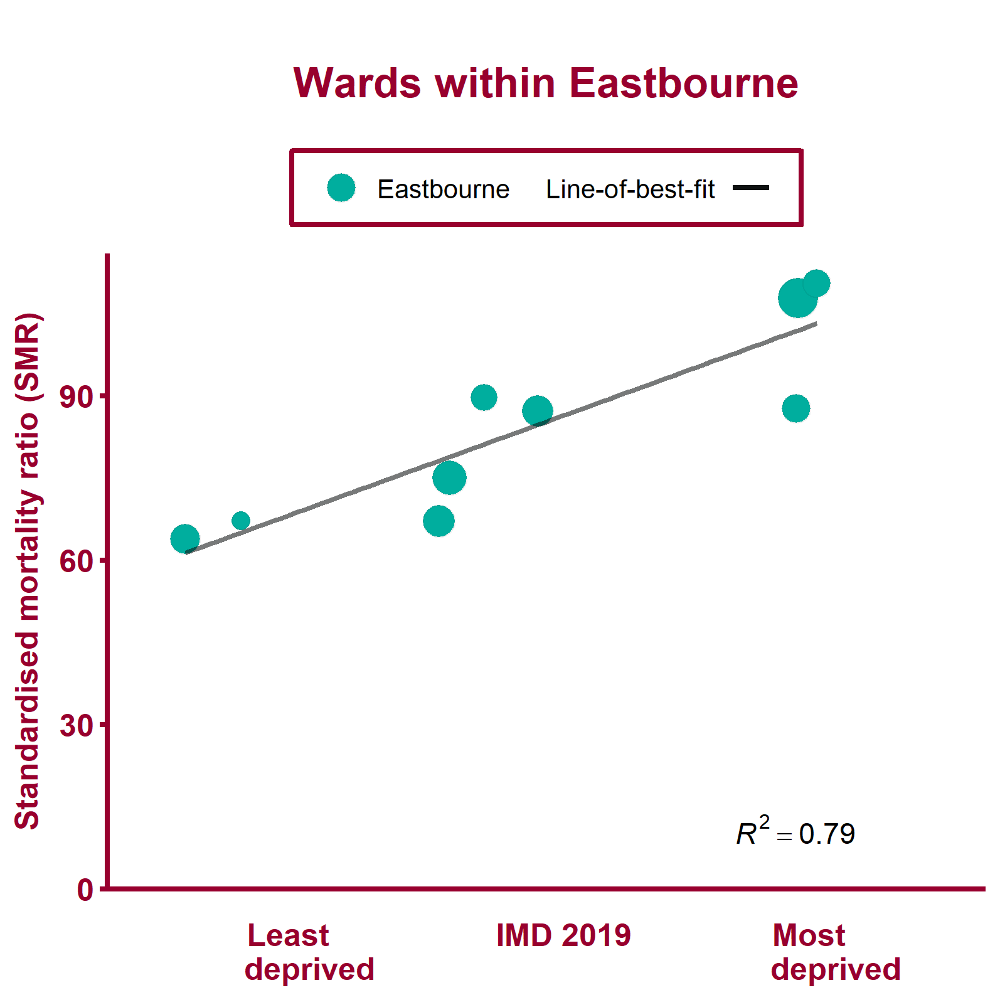 Wards within Eastbourne
Eastbourne Line-of-best-fit
Standardised mortality ratio (SMR)
90
60
30
0
R² = 0.79
Least deprived
IMD 2019
Most deprived